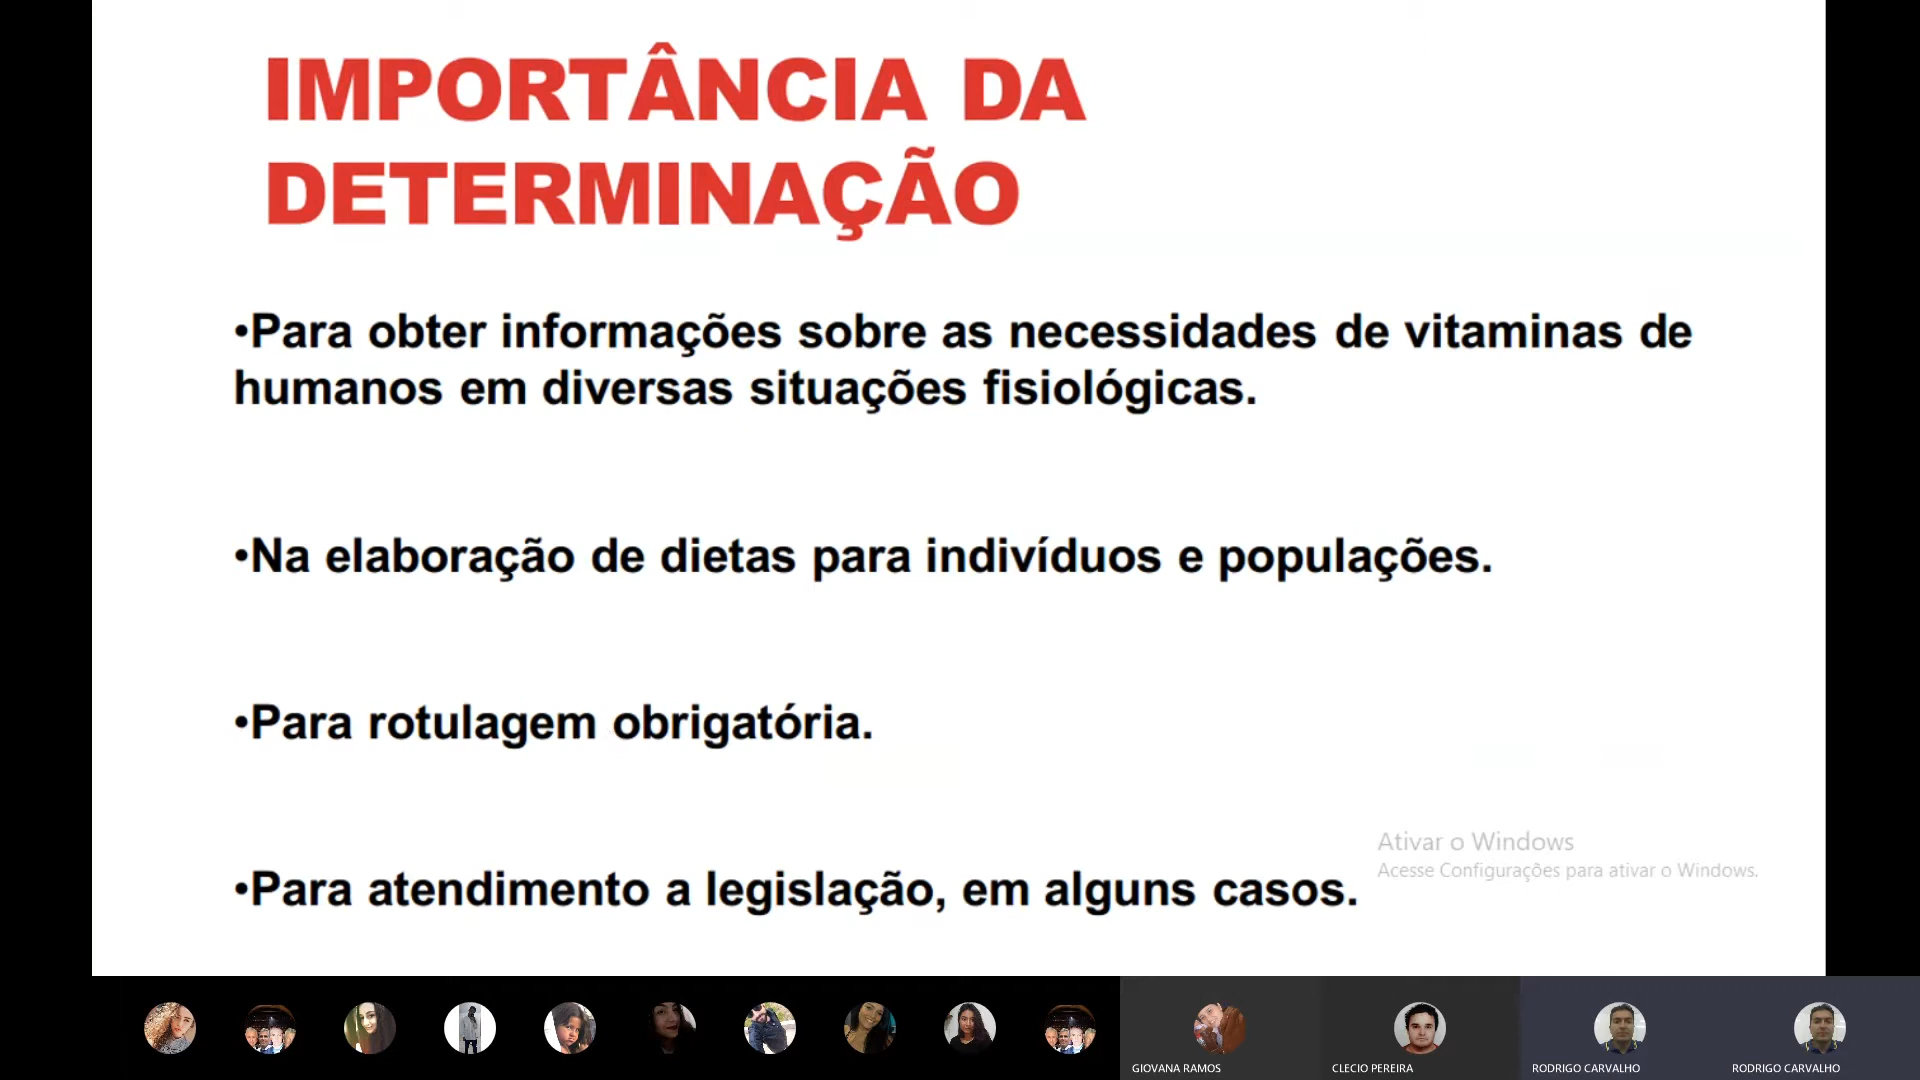 IMPORTÂNCIA DA
DETERMINAÇÃO
•Para obter informações sobre as necessidades de vitaminas de
humanos em diversas situações fisiológicas.
•Na elaboração de dietas para indivíduos e populações.
•Para rotulagem obrigatória.
•Para atendimento a legislação, em alguns casos.
Ativar o Windows
Acesse Configurações para ativar o Windows.
GIOVANA RAMOS
CLECIO PEREIRA
RODRIGO CARVALHO
RODRIGO CARVALHO